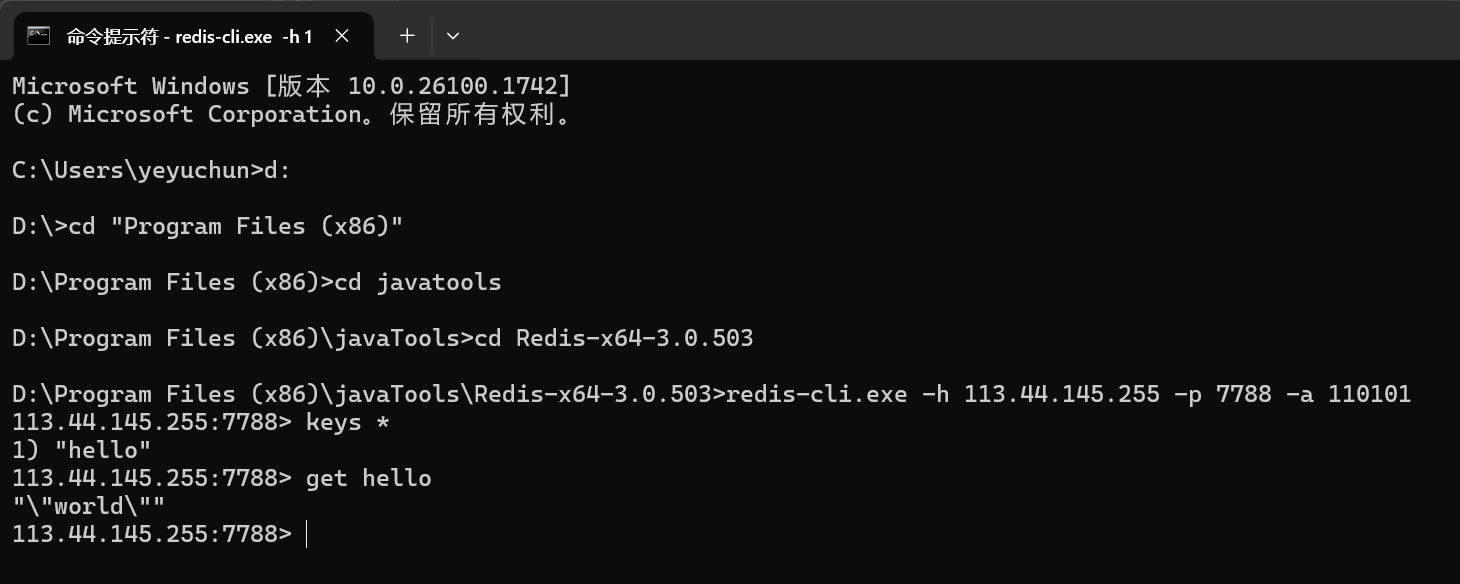 命令提示符 - redis-cli.exe  -h 1
Microsoft Windows [版本 10.0.26100.1742]
(c) Microsoft Corporation。保留所有权利。
C:\Users\yeyuchun>d:
D:\>cd "Program Files (x86)"
D:\Program Files (x86)>cd javatools
D:\Program Files (x86)\javaTools>cd Redis-x64-3.0.503
D:\Program Files (x86)\javaTools\Redis-x64-3.0.503>redis-cli.exe -h 113.44.145.255 -p 7788 -a 110101
113.44.145.255:7788> keys *
1) "hello"
113.44.145.255:7788> get hello
"\"world\""
113.44.145.255:7788>